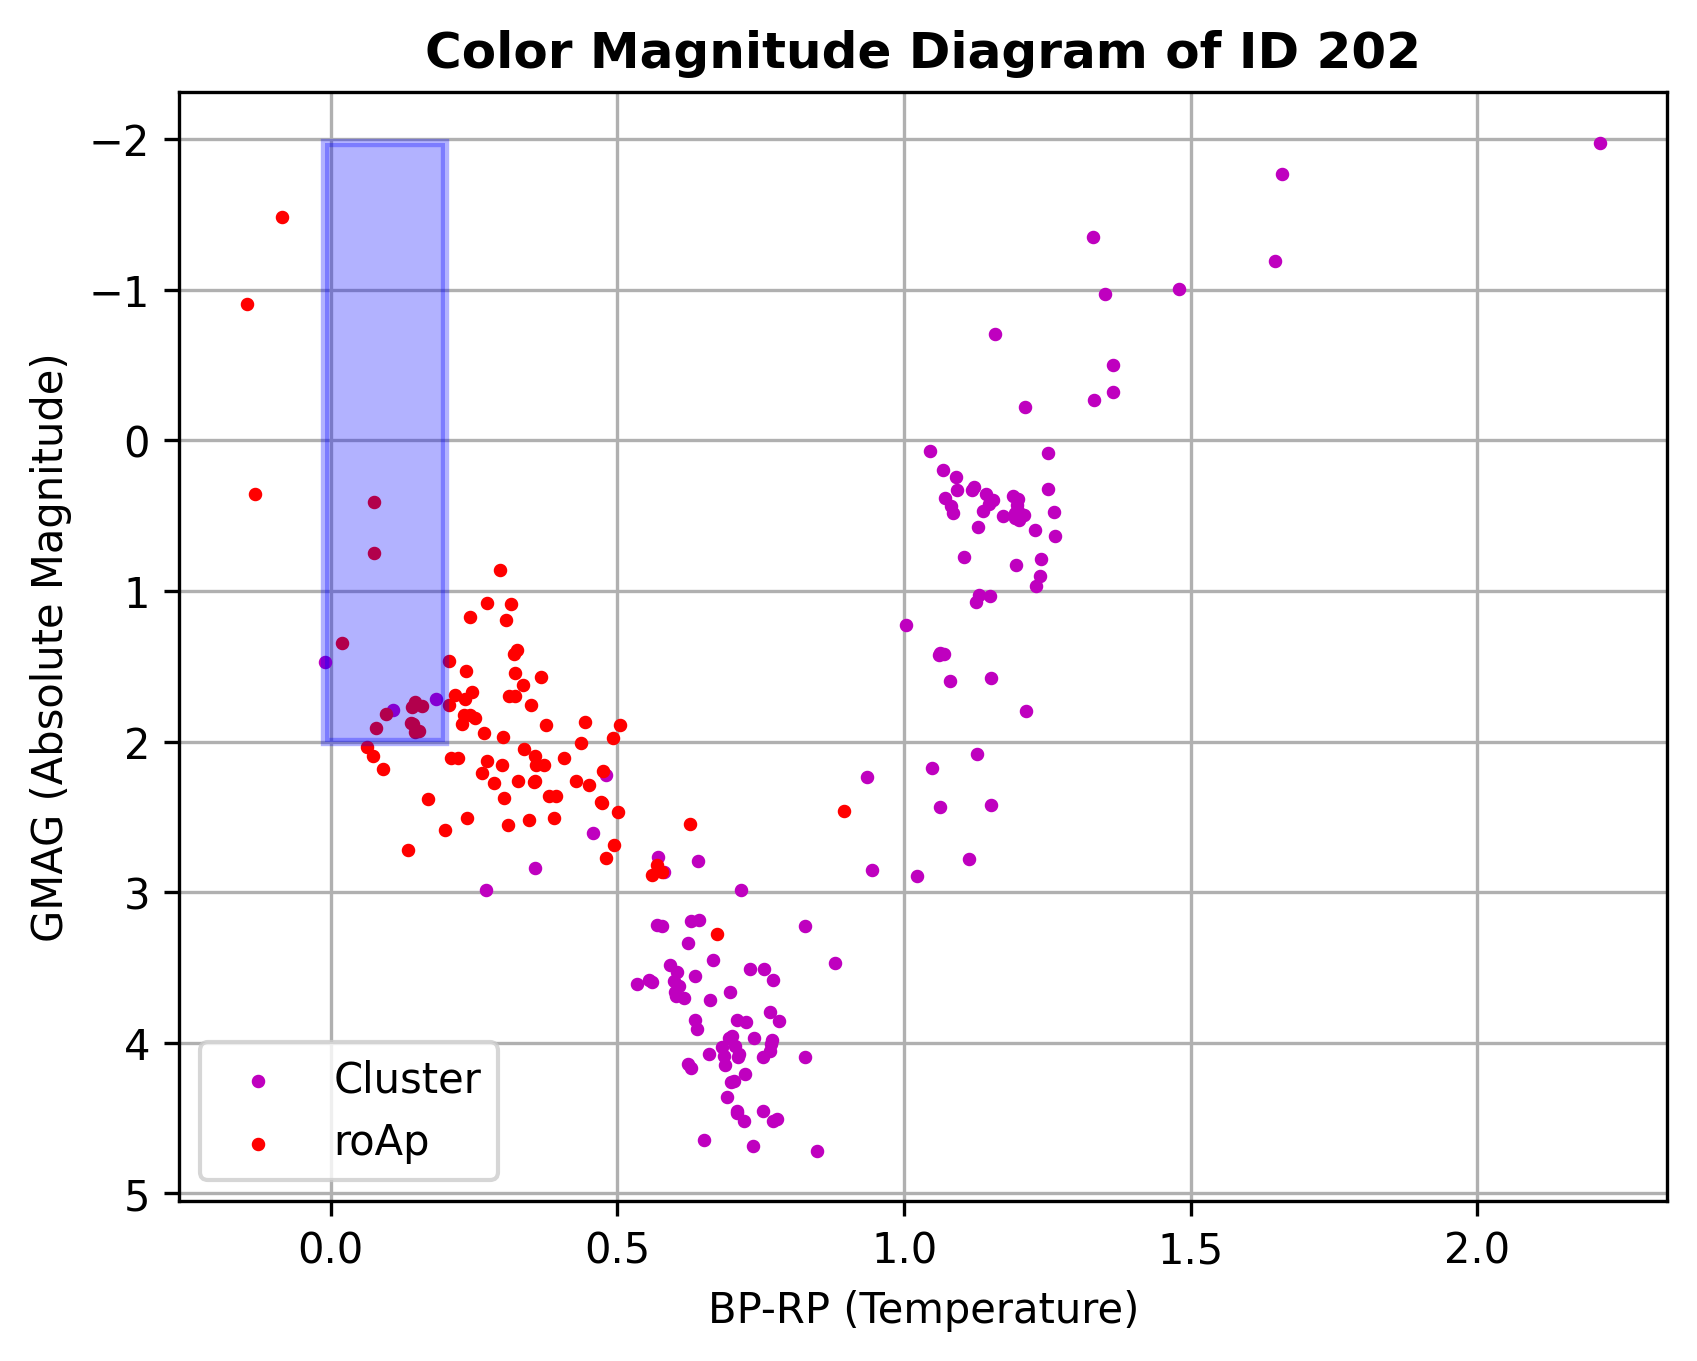 Color Magnitude Diagram of ID 202
GMAG (Absolute Magnitude)
−2
−1
0
1
2
3
4
5
Cluster
roAp
0.0 0.5 1.0 1.5 2.0
BP-RP (Temperature)